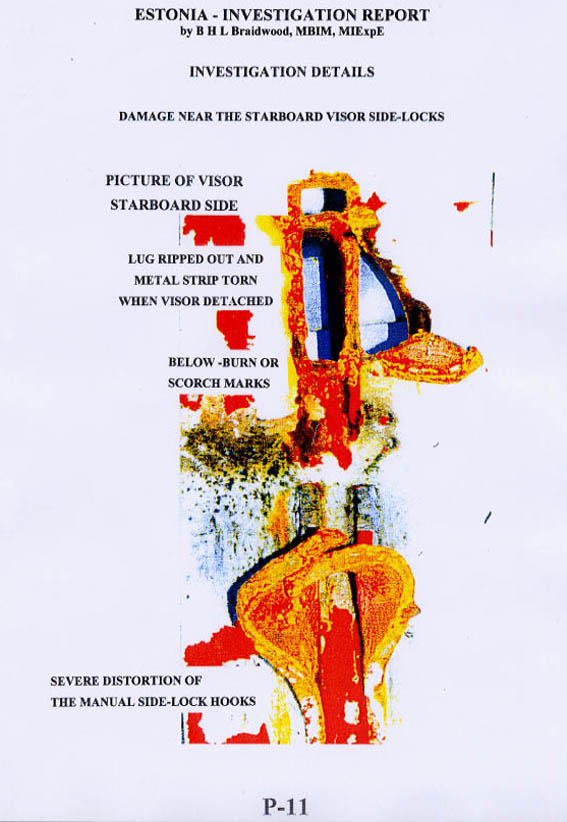 ESTONIA - INVESTIGATION REPORT
by B H L Braidwood, MBIM, MIExpE
INVESTIGATION DETAILS
DAMAGE NEAR THE STARBOARD VISOR SIDE-LOCKS
PICTURE OF VISOR
STARBOARD SIDE
LUG RIPPED OUT AND
METAL STRIP TORN
WHEN VISOR DETACHED
BELOW -BURN OR
SCORCH MARKS
SEVERE DISTORTION OF
THE MANUAL SIDE-LOCK HOOKS
P-11